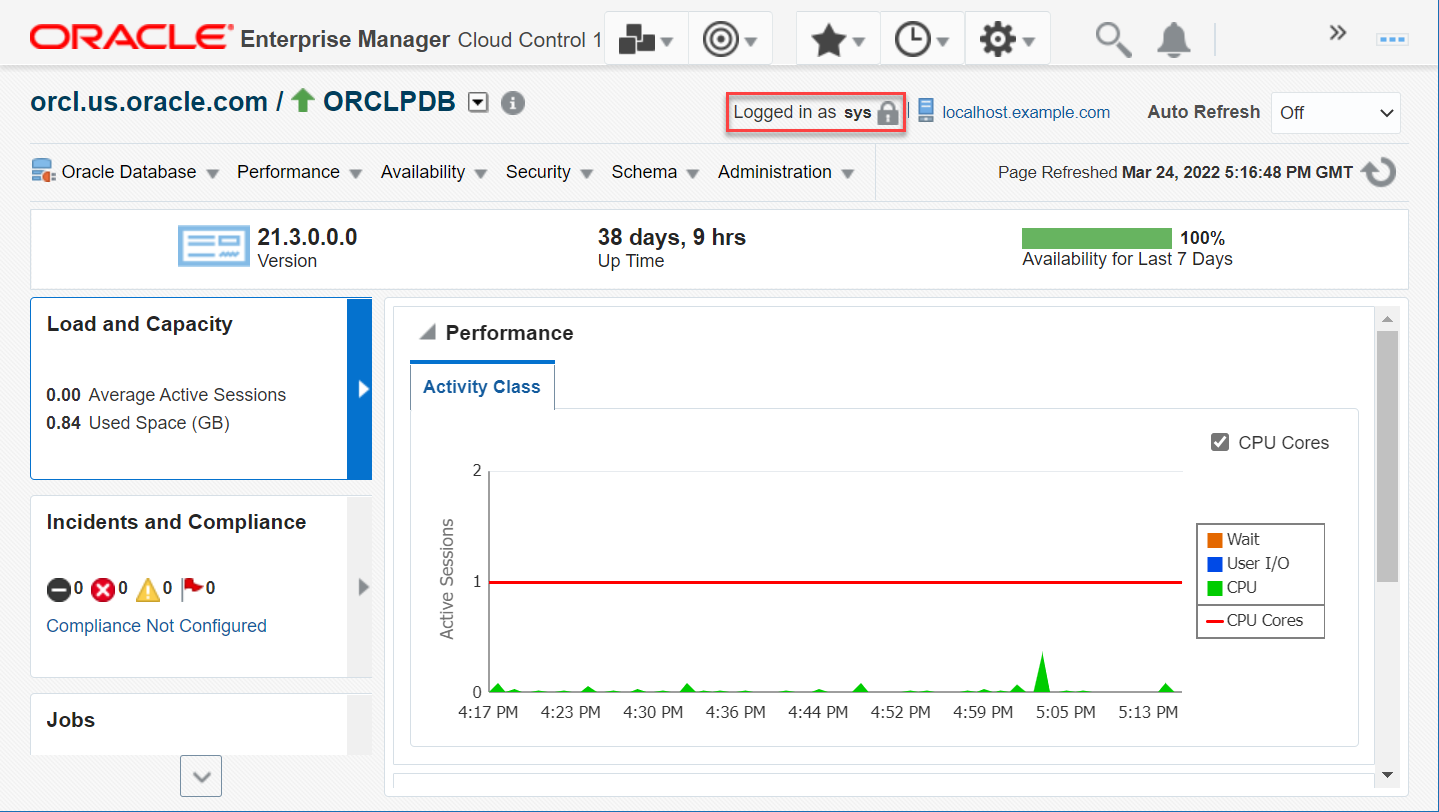 ORACLE® Enterprise Manager Cloud Control 1
orcl.us.oracle.com / ORCLPDB
Logged in as sys
localhost.example.com
Auto Refresh Off
Oracle Database Performance Availability Security Schema Administration
Page Refreshed Mar 24, 2022 5:16:48 PM GMT
21.3.0.0.0
Version
38 days, 9 hrs
Up Time
100%
Availability for Last 7 Days
Load and Capacity
0.00 Average Active Sessions
0.84 Used Space (GB)
Incidents and Compliance
0 0 0 0
Compliance Not Configured
Jobs
Performance
Activity Class
CPU Cores
Active Sessions
2
1
0
4:17 PM 4:23 PM 4:30 PM 4:36 PM 4:44 PM 4:52 PM 4:59 PM 5:05 PM 5:13 PM
Wait
User I/O
CPU
CPU Cores